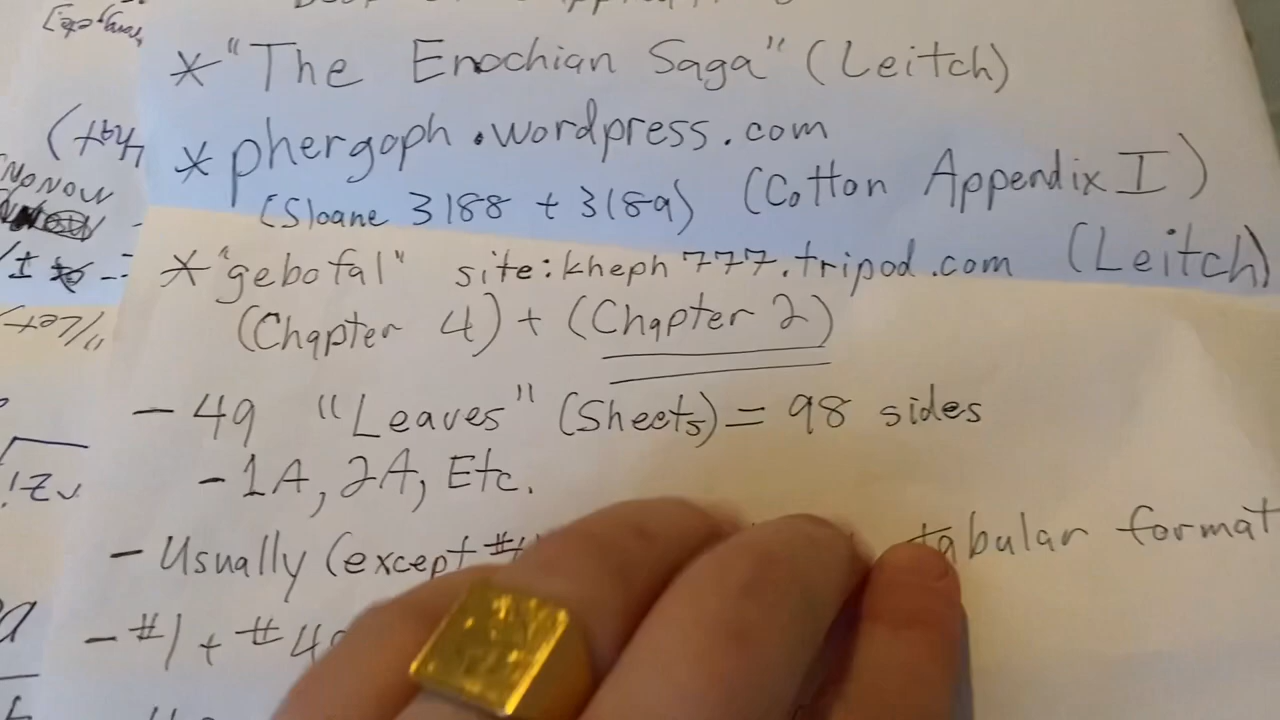 * "The Enochian Saga" (Leitch)
* phergoph.wordpress.com
(Sloane 3188 + 3189) (Cotton Appendix I)
* "gebofal" site:kheph777.tripod.com (Leitch)
(Chapter 4) + (Chapter 2)
- 49 "Leaves" (Sheets) = 98 sides
- 1A, 2A, Etc.
- Usually (except tabular format
- #1 +
NONOW